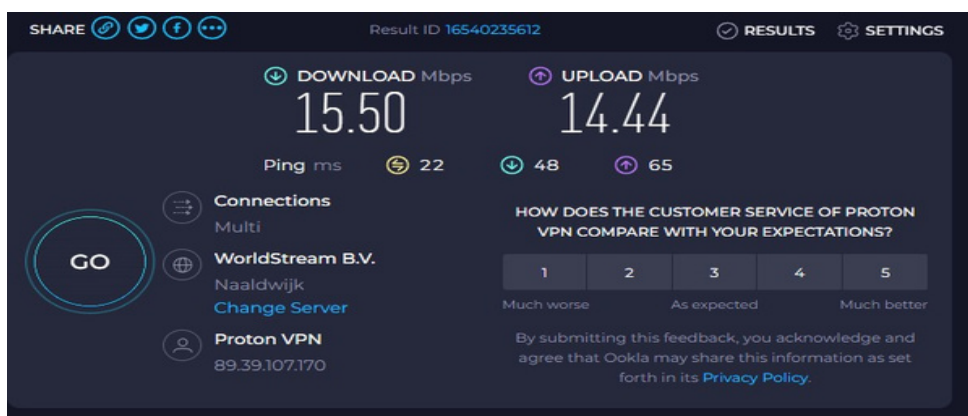 SHARE Result ID 16540235612 RESULTS SETTINGS
DOWNLOAD Mbps UPLOAD Mbps
15.50 14.44
Ping ms 22 48 65
Connections
Multi
WorldStream B.V.
Naaldwijk
Change Server
Proton VPN
89.39.107.170
GO
HOW DOES THE CUSTOMER SERVICE OF PROTON
VPN COMPARE WITH YOUR EXPECTATIONS?
1 2 3 4 5
Much worse As expected Much better
By submitting this feedback, you acknowledge and
agree that Ookla may share this information as set
forth in its Privacy Policy.